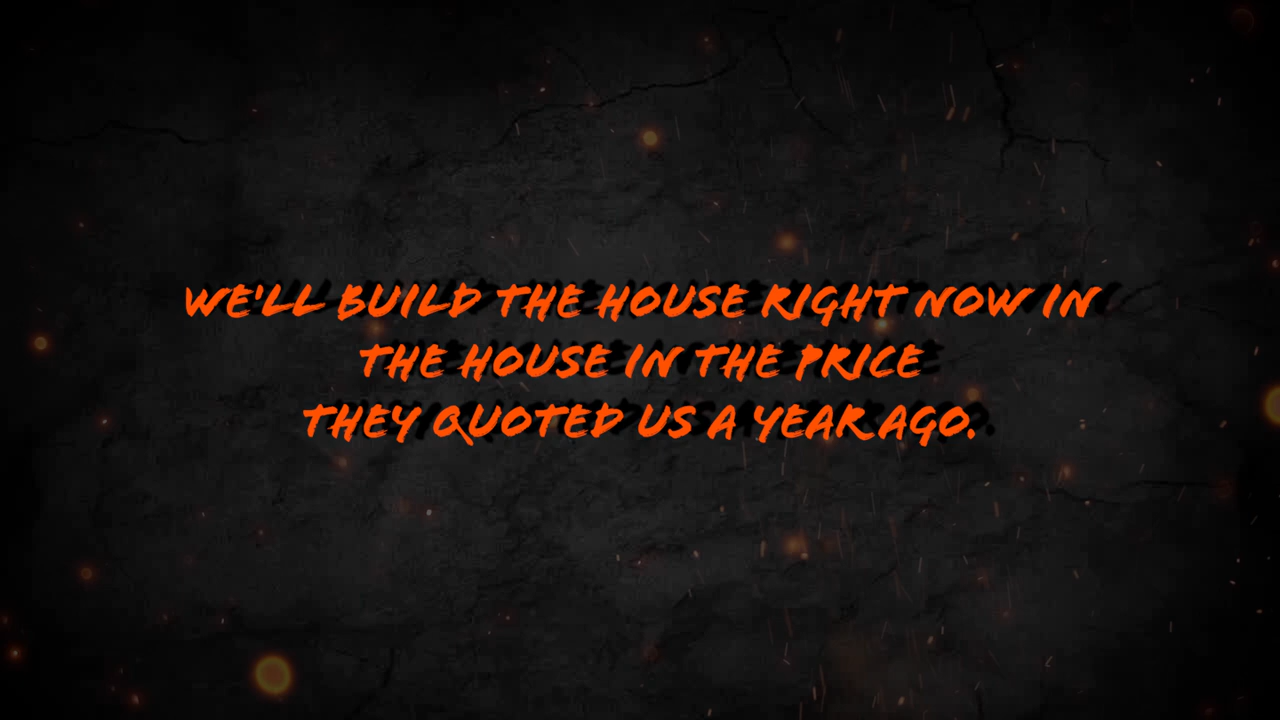 WE'LL BUILD THE HOUSE RIGHT NOW IN
THE HOUSE IN THE PRICE
THEY QUOTED US A YEAR AGO.